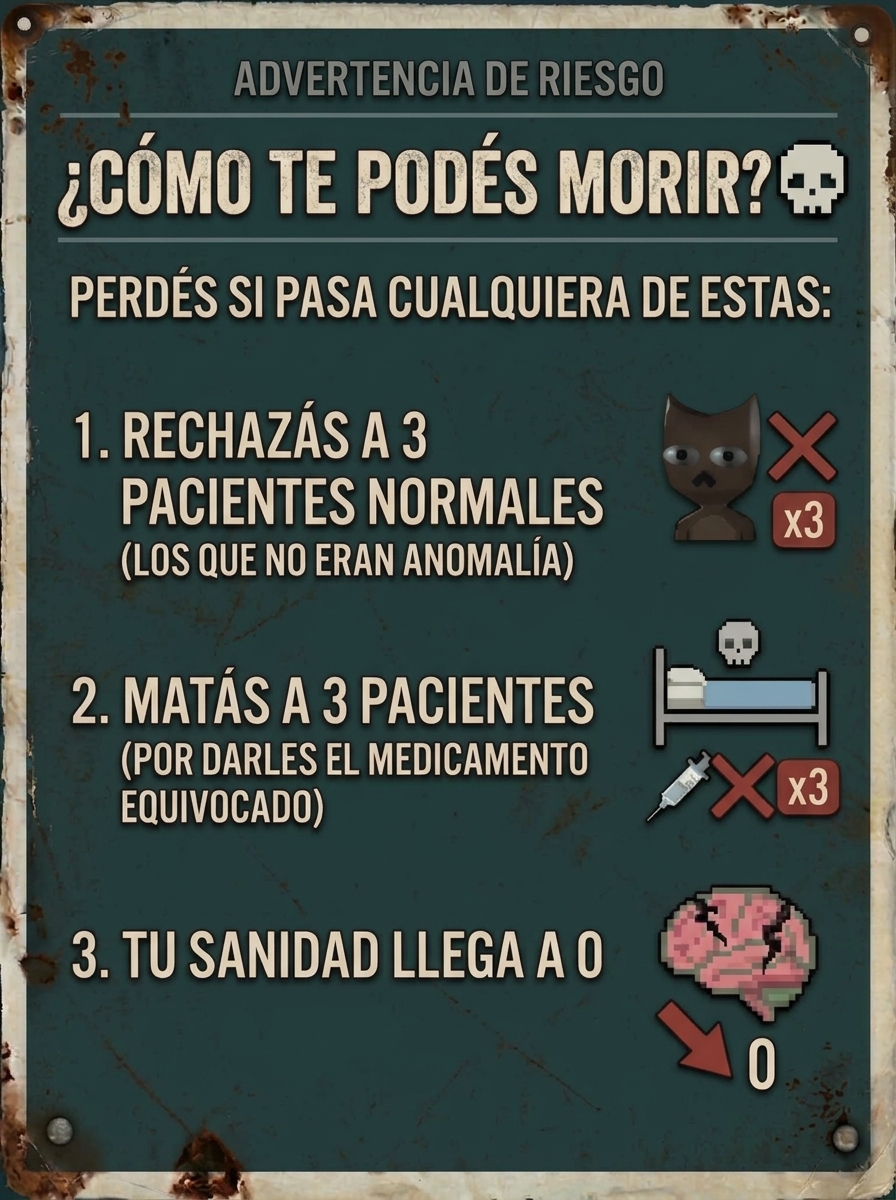 ADVERTENCIA DE RIESGO
¿CÓMO TE PODÉS MORIR?
PERDÉS SI PASA CUALQUIERA DE ESTAS:
1. RECHAZÁS A 3
PACIENTES NORMALES
(LOS QUE NO ERAN ANOMALÍA)
x3
2. MATÁS A 3 PACIENTES
(POR DARLES EL MEDICAMENTO
EQUIVOCADO)
x3
3. TU SANIDAD LLEGA A 0
0